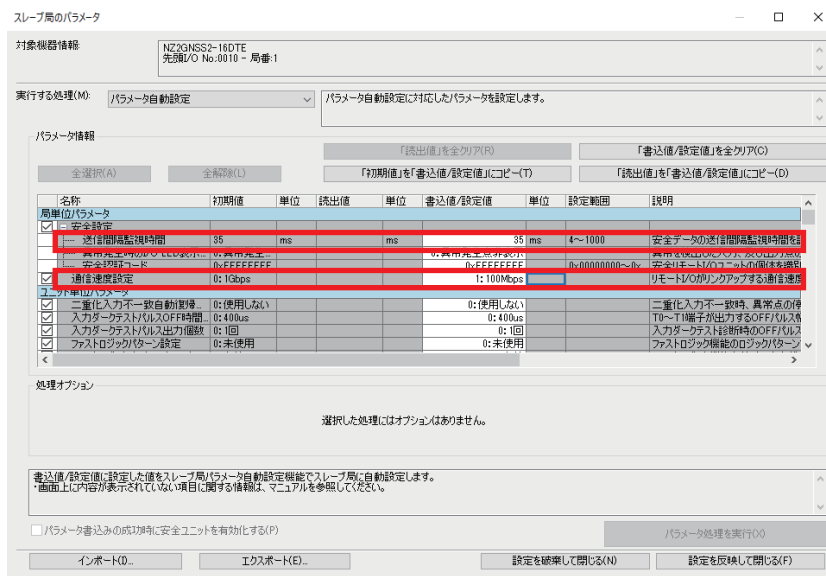 スレーブ局のパラメータ
対象機器情報:
NZ2GNSS2-16DTE
先頭I/O No:0010 - 局番:1
実行する処理(M):
パラメータ自動設定
パラメータ自動設定に対応したパラメータを設定します。
パラメータ情報
「読出値」を全クリア(R)
「書込値/設定値」を全クリア(C)
全選択(A)
全解除(L)
「初期値」を「書込値/設定値」にコピー(T)
「読出値」を「書込値/設定値」にコピー(D)
名称 初期値 単位 読出値 単位 書込値/設定値 単位 設定範囲 説明
局単位パラメータ
安全設定
送信間隔監視時間 35 ms ms 35 ms 4~1000 安全データの送信間隔監視時間を
安全認証コード 0xFFFFFFFF 0xFFFFFFFF 0x00000000~0x
通信速度設定 0:1Gbps 1:100Mbps リモートI/Oがリンクアップする通信速度
ユニット単位パラメータ
二重化入力不一致自動復帰... 0:使用しない 0:使用しない 二重化入力不一致時、異常点の
入力ダークテストパルスOFF時間... 0:400us 0:400us T0~T1端子が出力するOFFパルス
入力ダークテストパルス出力個数 0:1回 0:1回 入力ダークテスト診断時のOFFパルス
ファストロジックパターン設定 0:未使用 0:未使用 ファストロジック機能のロジックパターン
処理オプション
選択した処理にはオプションはありません。
書込値/設定値に設定した値をスレーブ局パラメータ自動設定機能でスレーブ局に自動設定します。
・画面上に内容が表示されていない項目に関する情報は、マニュアルを参照してください。
パラメータ書込みの成功時に安全ユニットを有効化する(P)
パラメータ処理を実行(X)
インポート(I)...
エクスポート(E)...
設定を破棄して閉じる(N)
設定を反映して閉じる(F)